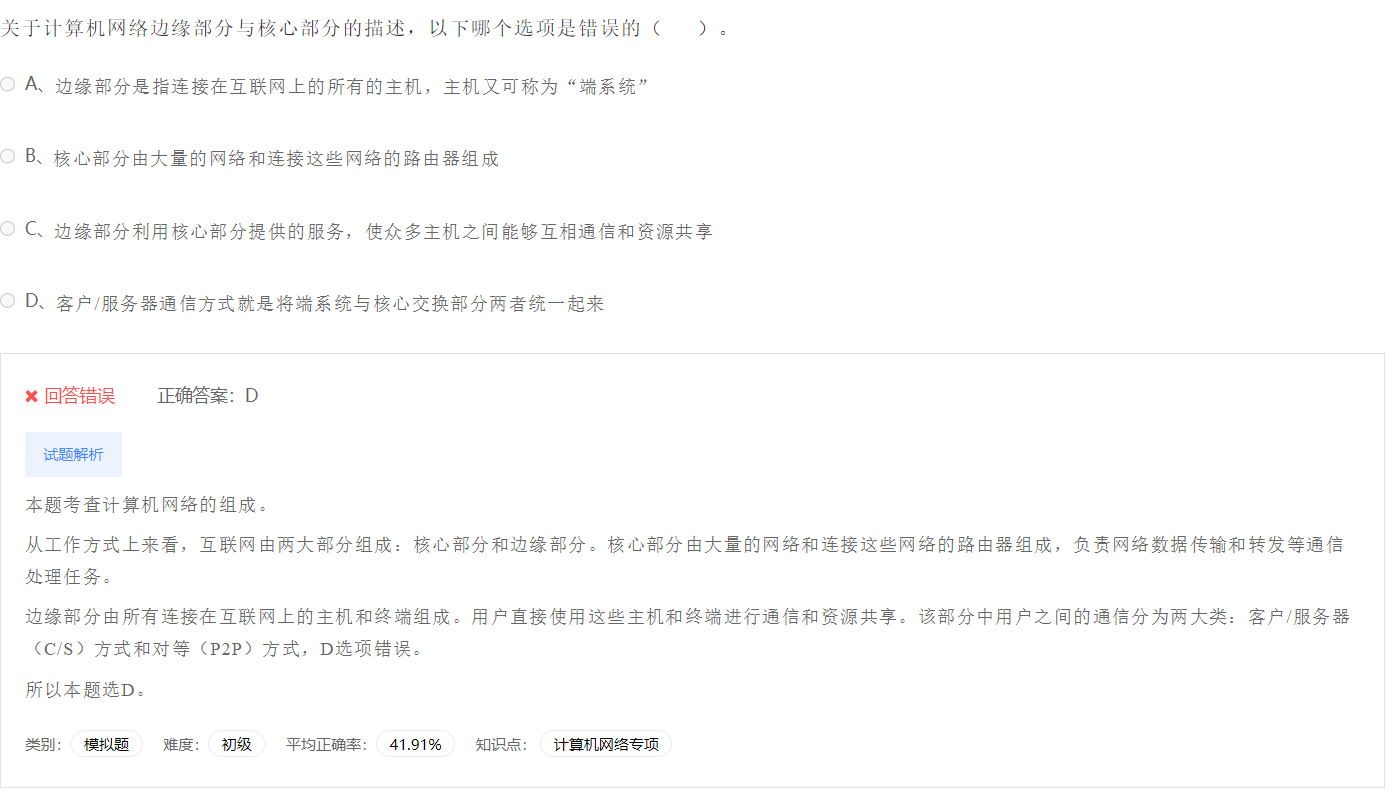 关于计算机网络边缘部分与核心部分的描述，以下哪个选项是错误的（　　）。
A、边缘部分是指连接在互联网上的所有的主机，主机又可称为“端系统”
B、核心部分由大量的网络和连接这些网络的路由器组成
C、边缘部分利用核心部分提供的服务，使众多主机之间能够互相通信和资源共享
D、客户/服务器通信方式就是将端系统与核心交换部分两者统一起来
回答错误 正确答案：D
试题解析
本题考查计算机网络的组成。
从工作方式上来看，互联网由两大部分组成：核心部分和边缘部分。核心部分由大量的网络和连接这些网络的路由器组成，负责网络数据传输和转发等通信
处理任务。
边缘部分由所有连接在互联网上的主机和终端组成。用户直接使用这些主机和终端进行通信和资源共享。该部分中用户之间的通信分为两大类：客户/服务器
（C/S）方式和对等（P2P）方式，D选项错误。
所以本题选D。
类别： 模拟题 难度： 初级 平均正确率： 41.91% 知识点： 计算机网络专项